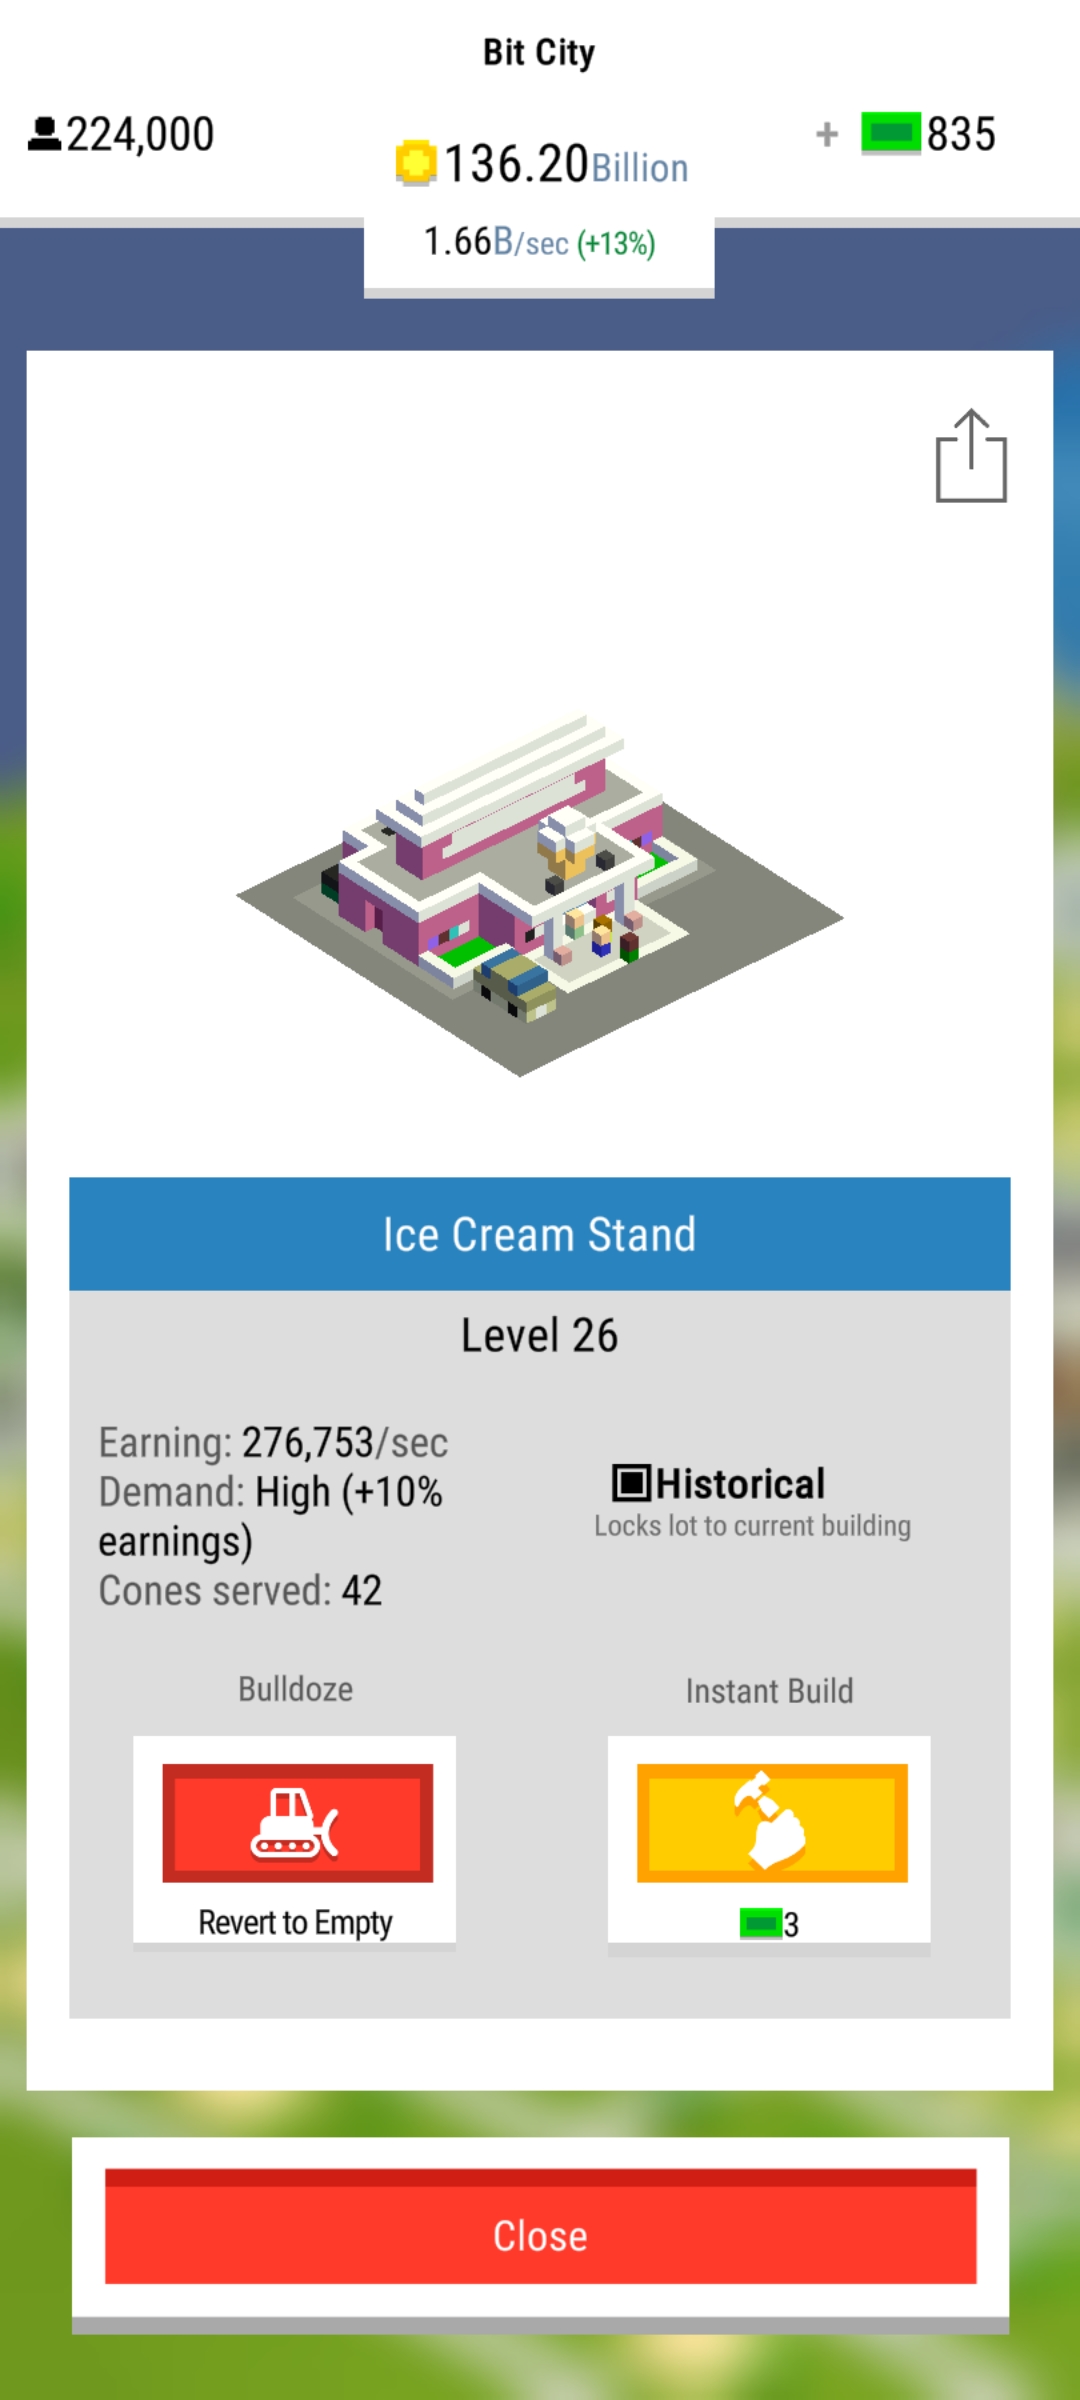 Bit City
224,000
136.20Billion
+ 835
1.66B/sec (+13%)
Ice Cream Stand
Level 26
Earning: 276,753/sec
Demand: High (+10%
earnings)
Cones served: 42
Historical
Locks lot to current building
Bulldoze
Revert to Empty
Instant Build
3
Close